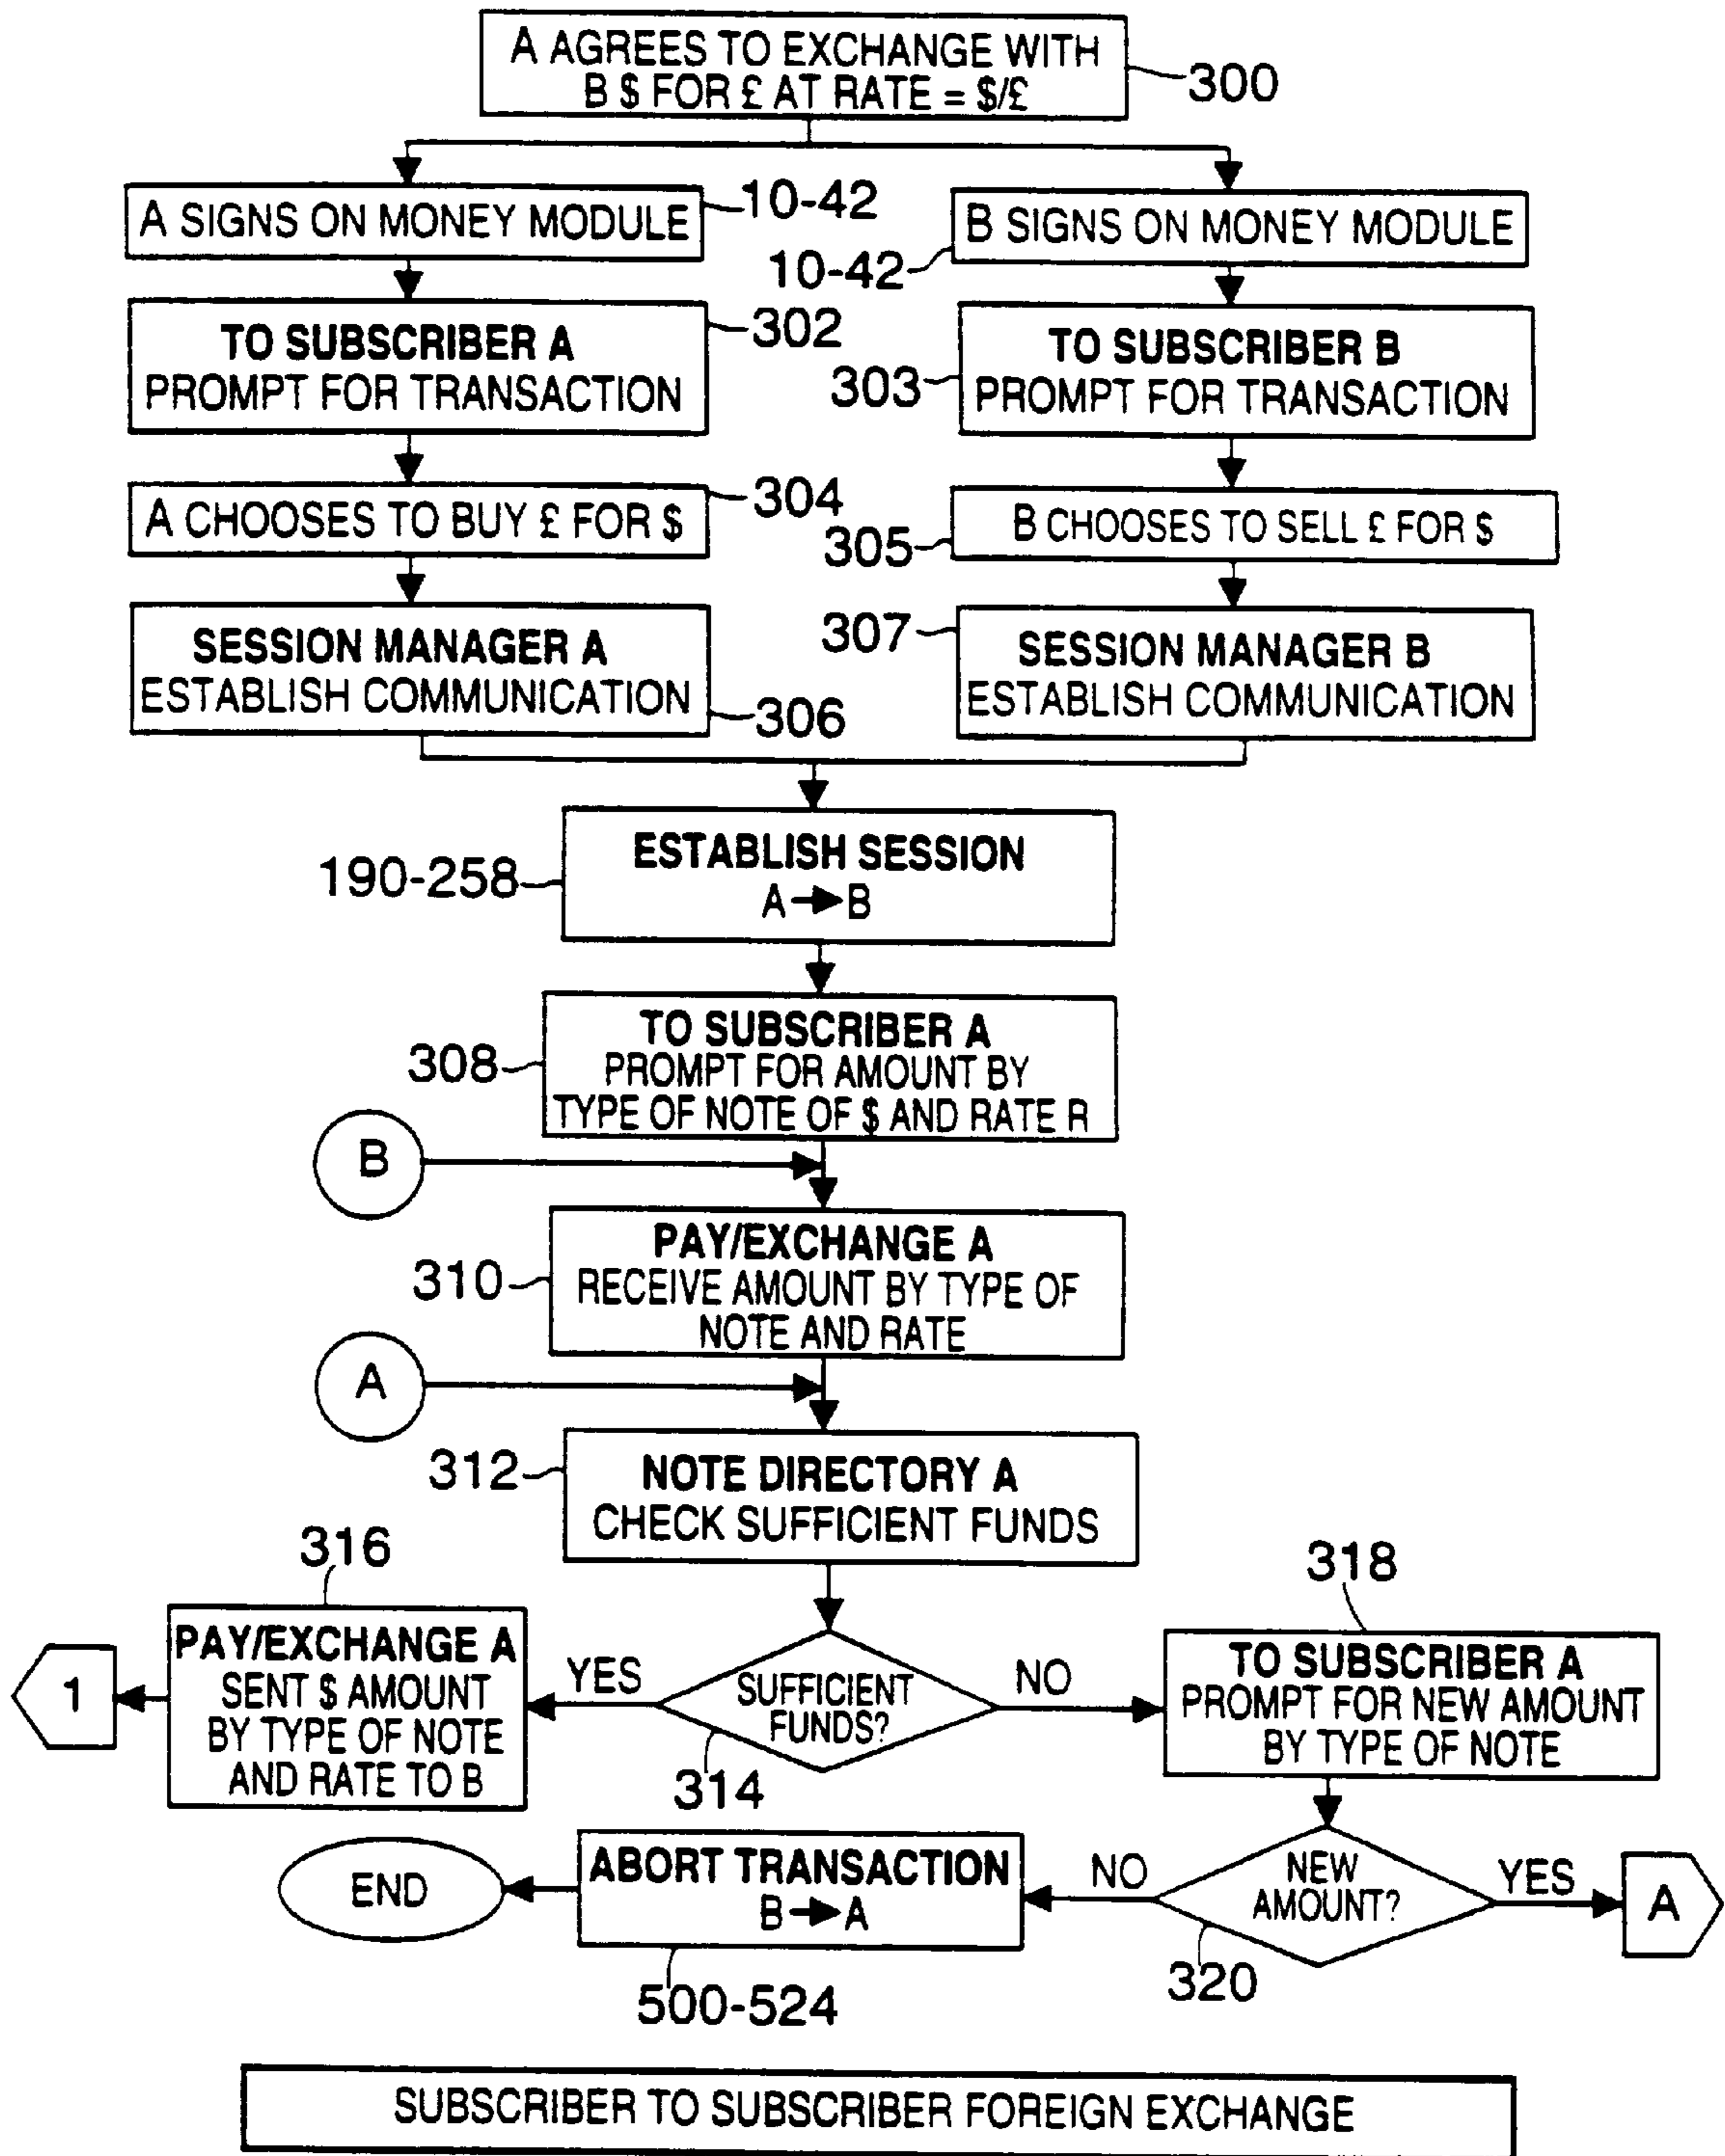 A AGREES TO EXCHANGE WITH
B $ FOR £ AT RATE = $/£
300
A SIGNS ON MONEY MODULE
10-42
B SIGNS ON MONEY MODULE
10-42
TO SUBSCRIBER A
PROMPT FOR TRANSACTION
302
TO SUBSCRIBER B
PROMPT FOR TRANSACTION
303
A CHOOSES TO BUY £ FOR $
304
B CHOOSES TO SELL £ FOR $
305
SESSION MANAGER A
ESTABLISH COMMUNICATION
306
307
SESSION MANAGER B
ESTABLISH COMMUNICATION
190-258
ESTABLISH SESSION
A → B
308
TO SUBSCRIBER A
PROMPT FOR AMOUNT BY
TYPE OF NOTE OF $ AND RATE R
B
310
PAY/EXCHANGE A
RECEIVE AMOUNT BY TYPE OF
NOTE AND RATE
A
312
NOTE DIRECTORY A
CHECK SUFFICIENT FUNDS
316
PAY/EXCHANGE A
SENT $ AMOUNT
BY TYPE OF NOTE
AND RATE TO B
1
YES
SUFFICIENT
FUNDS?
314
NO
318
TO SUBSCRIBER A
PROMPT FOR NEW AMOUNT
BY TYPE OF NOTE
END
ABORT TRANSACTION
B → A
500-524
NO
NEW
AMOUNT?
320
YES
A
SUBSCRIBER TO SUBSCRIBER FOREIGN EXCHANGE